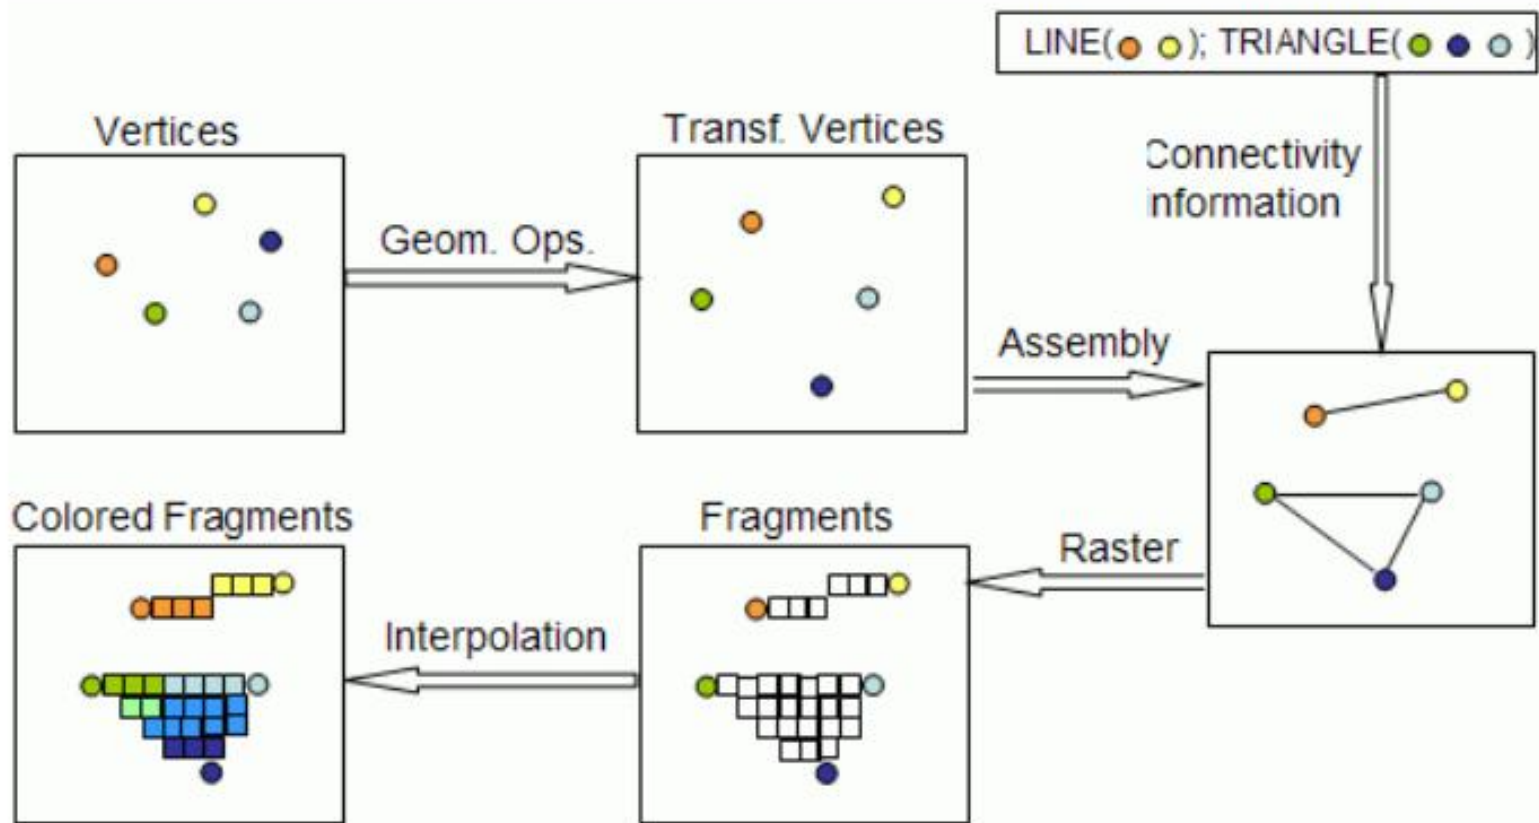 LINE( ); TRIANGLE( )
Vertices
Transf. Vertices
Connectivity
information
Geom. Ops.
Assembly
Colored Fragments
Fragments
Raster
Interpolation